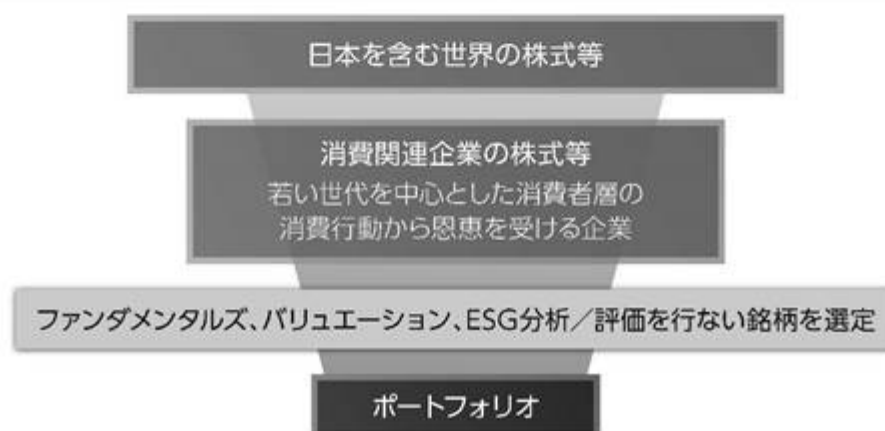 日本を含む世界の株式等
消費関連企業の株式等
若い世代を中心とした消費者層の
消費行動から恩恵を受ける企業
ファンダメンタルズ、バリュエーション、ESG分析／評価を行ない銘柄を選定
ポートフォリオ